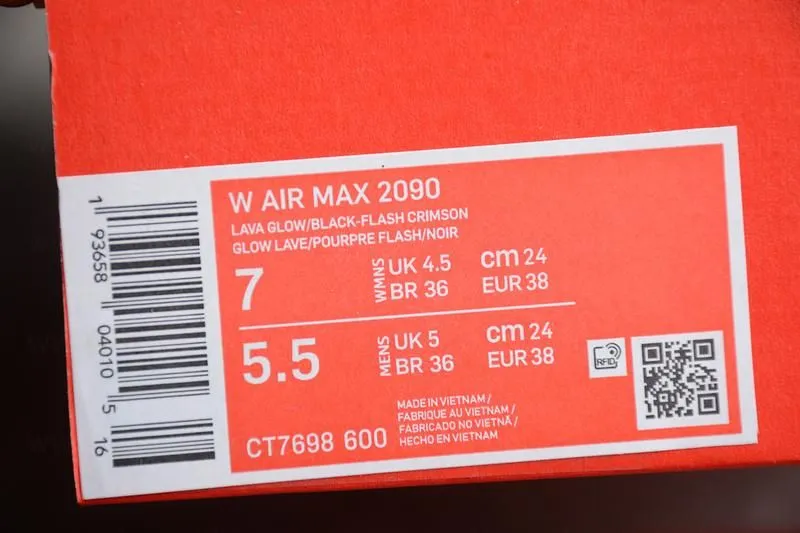 W AIR MAX 2090
LAVA GLOW/BLACK-FLASH CRIMSON
GLOW LAVE/POURPRE FLASH/NOIR
7
WMNS
UK 4.5
cm 24
BR 36
EUR 38
5.5
MENS
UK 5
cm 24
BR 36
EUR 38
RFID
CT7698 600
MADE IN VIETNAM /
FABRIQUE AU VIETNAM /
FABRICADO NO VIETNÃ /
HECHO EN VIETNAM
1 93658 04010 5 16